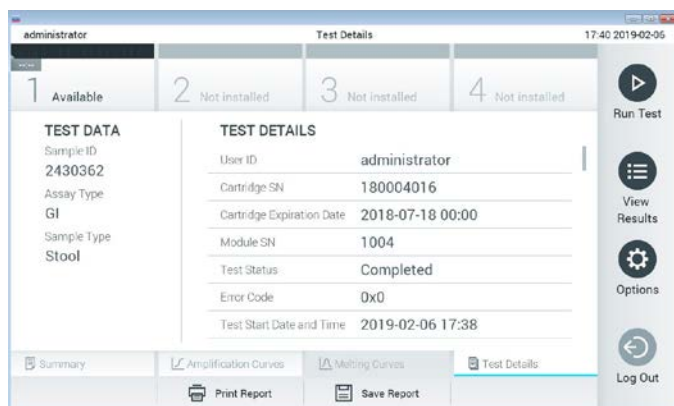 administrator Test Details 17:40 2019-02-06
1 Available 2 Not installed 3 Not installed 4 Not installed
Run Test
View
Results
Options
Log Out
TEST DATA
Sample ID
2430362
Assay Type
GI
Sample Type
Stool
TEST DETAILS
User ID administrator
Cartridge SN 180004016
Cartridge Expiration Date 2018-07-18 00:00
Module SN 1004
Test Status Completed
Error Code 0x0
Test Start Date and Time 2019-02-06 17:38
Summary Amplification Curves Melting Curves Test Details
Print Report Save Report